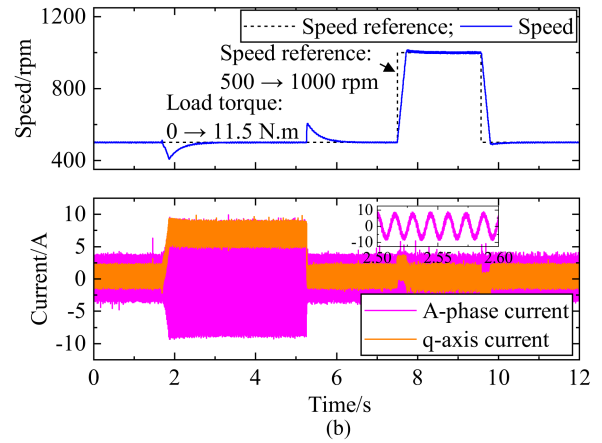 Speed reference; Speed
Speed reference:
500 → 1000 rpm
Load torque:
0 → 11.5 N.m
1200
800
400
Speed/rpm
10
5
0
-5
-10
Current/A
10
0
-10
2.50 2.55 2.60
A-phase current
q-axis current
0 2 4 6 8 10 12
Time/s
(b)